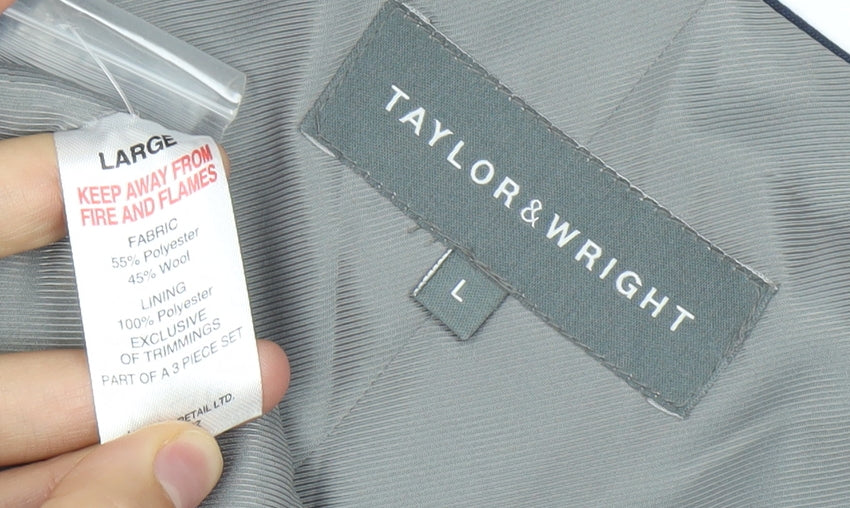 LARGE
KEEP AWAY FROM
FIRE AND FLAMES
FABRIC
55% Polyester
45% Wool
LINING
100% Polyester
EXCLUSIVE
OF TRIMMINGS
PART OF A 3 PIECE SET
LTD.
TAYLOR & WRIGHT
L